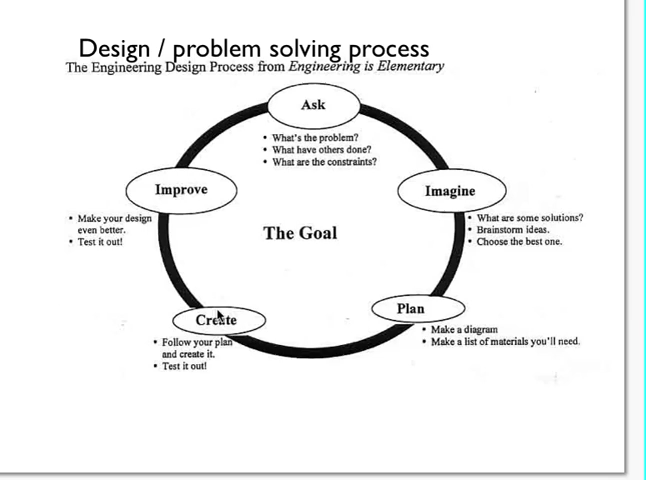 Design / problem solving process
The Engineering Design Process from Engineering is Elementary
Ask
• What's the problem?
• What have others done?
• What are the constraints?
Imagine
• What are some solutions?
• Brainstorm ideas.
• Choose the best one.
Plan
• Make a diagram
• Make a list of materials you'll need.
Create
• Follow your plan
and create it.
• Test it out!
Improve
• Make your design
even better.
• Test it out!
The Goal